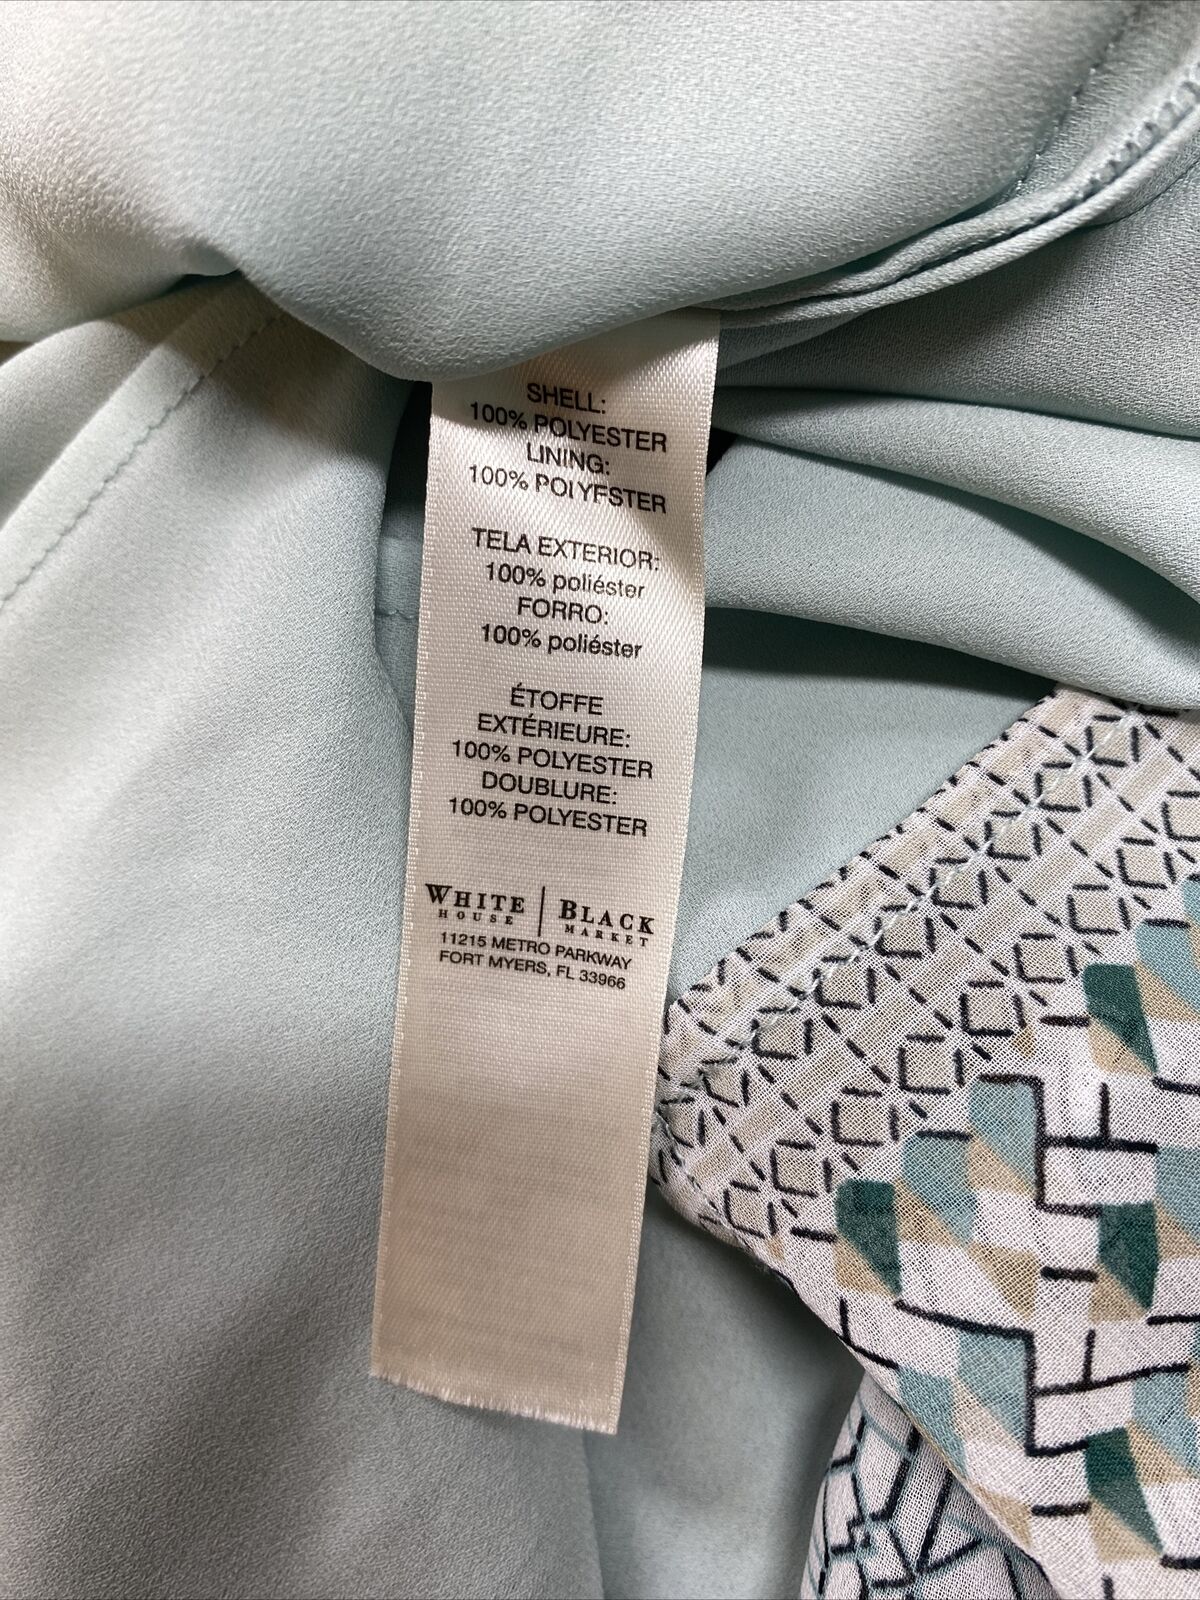 SHELL:
100% POLYESTER
LINING:
100% POLYESTER
TELA EXTERIOR:
100% poliéster
FORRO:
100% poliéster
ÉTOFFE
EXTÉRIEURE:
100% POLYESTER
DOUBLURE:
100% POLYESTER
WHITE | BLACK
HOUSE MARKET
11215 METRO PARKWAY
FORT MYERS, FL 33966